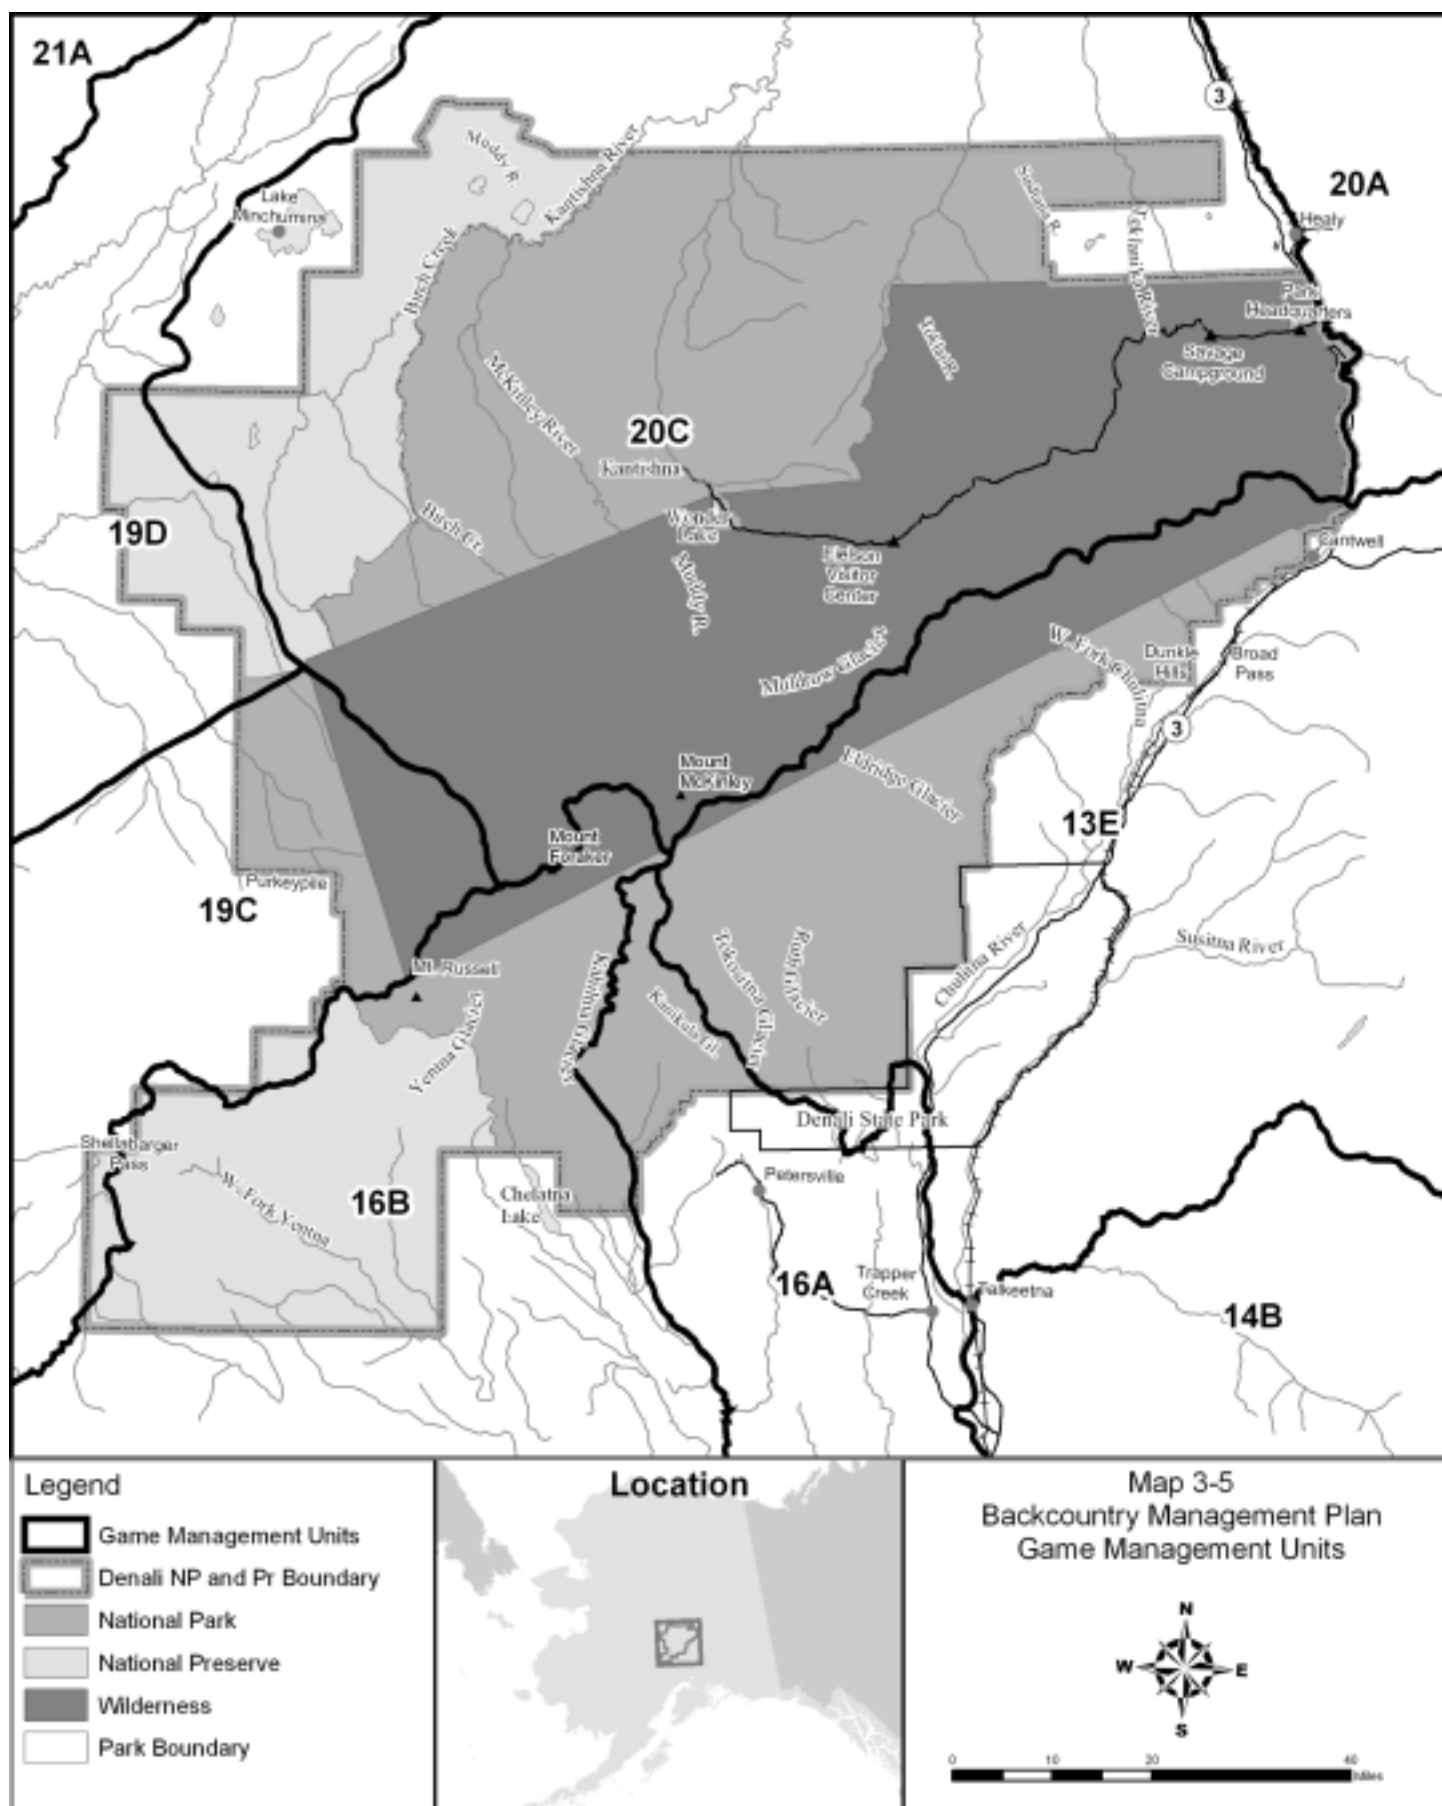 21A
3
Muddy R.
Kantishna River
20A
Lake
Minchumina
Sushana R.
Teklanika River
Healy
Birch Creek
Park
Headquarters
Toklat R.
Savage
Campground
McKinley River
20C
Kantishna
Birch Cr.
19D
Wonder
Lake
Cantwell
Eielson
Visitor
Center
Muddy R.
Muldrow Glacier
W. Fork Chulitna
Dunkle
Hills
Broad
Pass
3
Mount
McKinley
Eldridge Glacier
13E
Mount
Foraker
Purkeypile
19C
Mt. Russell
Yentna Glacier
Kahiltna Glacier
Kanikula Gl.
Tokositna Glacier
Ruth Glacier
Chulitna River
Susitna River
Denali State Park
Shellabarger
Pass
W. Fork Yentna
16B
Chelatna
Lake
Petersville
16A
Trapper
Creek
Talkeetna
14B
Legend
Game Management Units
Denali NP and Pr Boundary
National Park
National Preserve
Wilderness
Park Boundary
Location
Map 3-5
Backcountry Management Plan
Game Management Units
N
W E
S
0 10 20 40
Miles